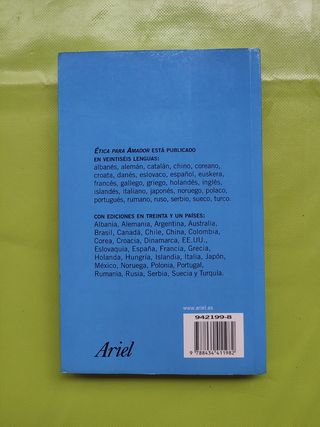 ÉTICA PARA AMADOR ESTÁ PUBLICADO
EN VEINTISÉIS LENGUAS:
albanés, alemán, catalán, chino, coreano,
croata, danés, eslovaco, español, euskera,
francés, gallego, griego, holandés, inglés,
islandés, italiano, japonés, noruego, polaco,
portugués, rumano, ruso, serbio, sueco, turco.
CON EDICIONES EN TREINTA Y UN PAÍSES:
Albania, Alemania, Argentina, Australia,
Brasil, Canadá, Chile, China, Colombia,
Corea, Croacia, Dinamarca, EE.UU.,
Eslovaquia, España, Francia, Grecia,
Holanda, Hungría, Islandia, Italia, Japón,
México, Noruega, Polonia, Portugal,
Rumania, Rusia, Serbia, Suecia y Turquía.
www.ariel.es
942199-8
9 788434 411982
Ariel